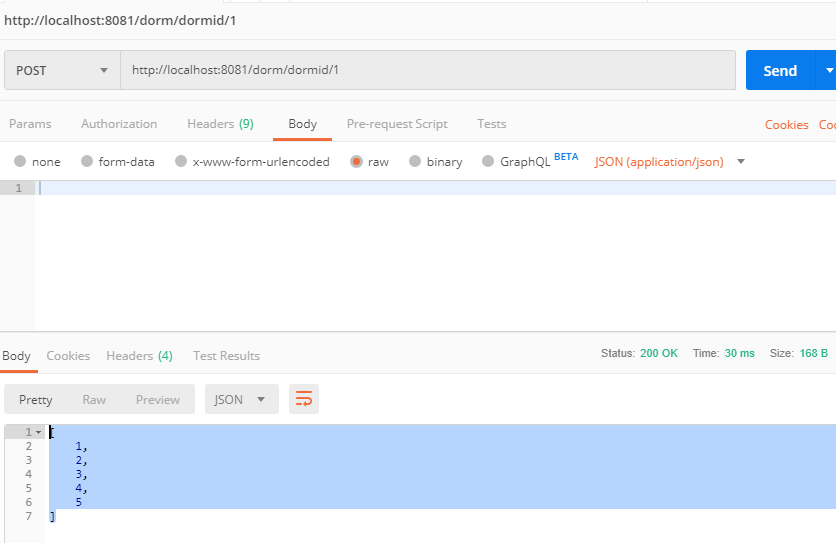 http://localhost:8081/dorm/dormid/1
POST http://localhost:8081/dorm/dormid/1 Send
Params Authorization Headers (9) Body Pre-request Script Tests Cookies Coo
none form-data x-www-form-urlencoded raw binary GraphQL BETA JSON (application/json)
1
Body Cookies Headers (4) Test Results Status: 200 OK Time: 30 ms Size: 168 B
Pretty Raw Preview JSON
1 [
2 1,
3 2,
4 3,
5 4,
6 5
7 ]